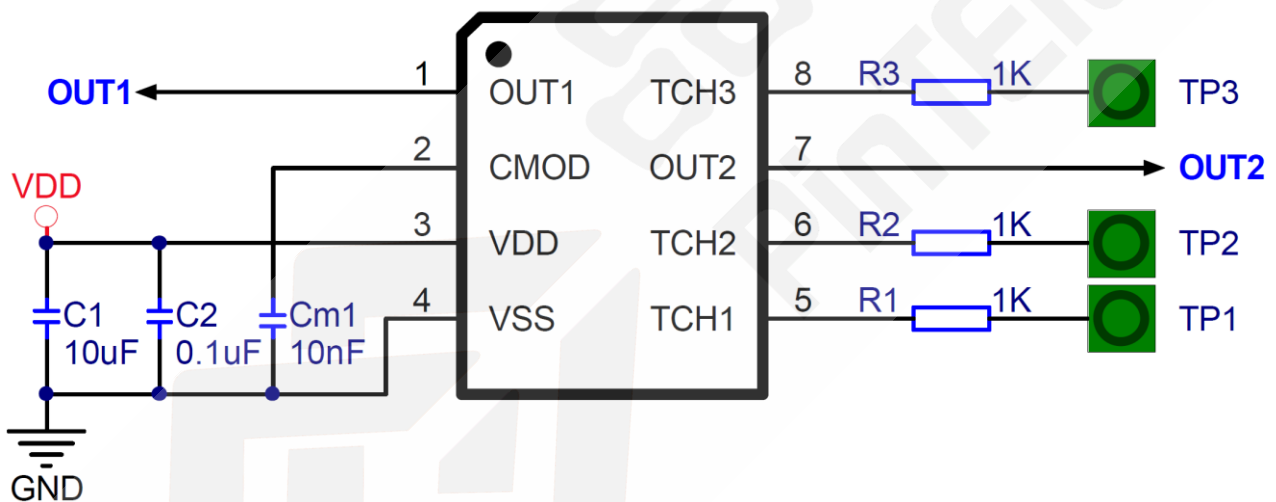 1
8
R3
1K
OUT1
OUT1
TCH3
TP3
2
7
CMOD
OUT2
OUT2
VDD
3
6
R2
1K
VDD
TCH2
TP2
4
5
R1
1K
C1
C2
Cm1
VSS
TCH1
TP1
10uF
0.1uF
10nF
GND
PinTE